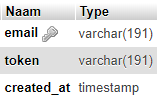 Naam Type
email varchar(191)
token varchar(191)
created_at timestamp